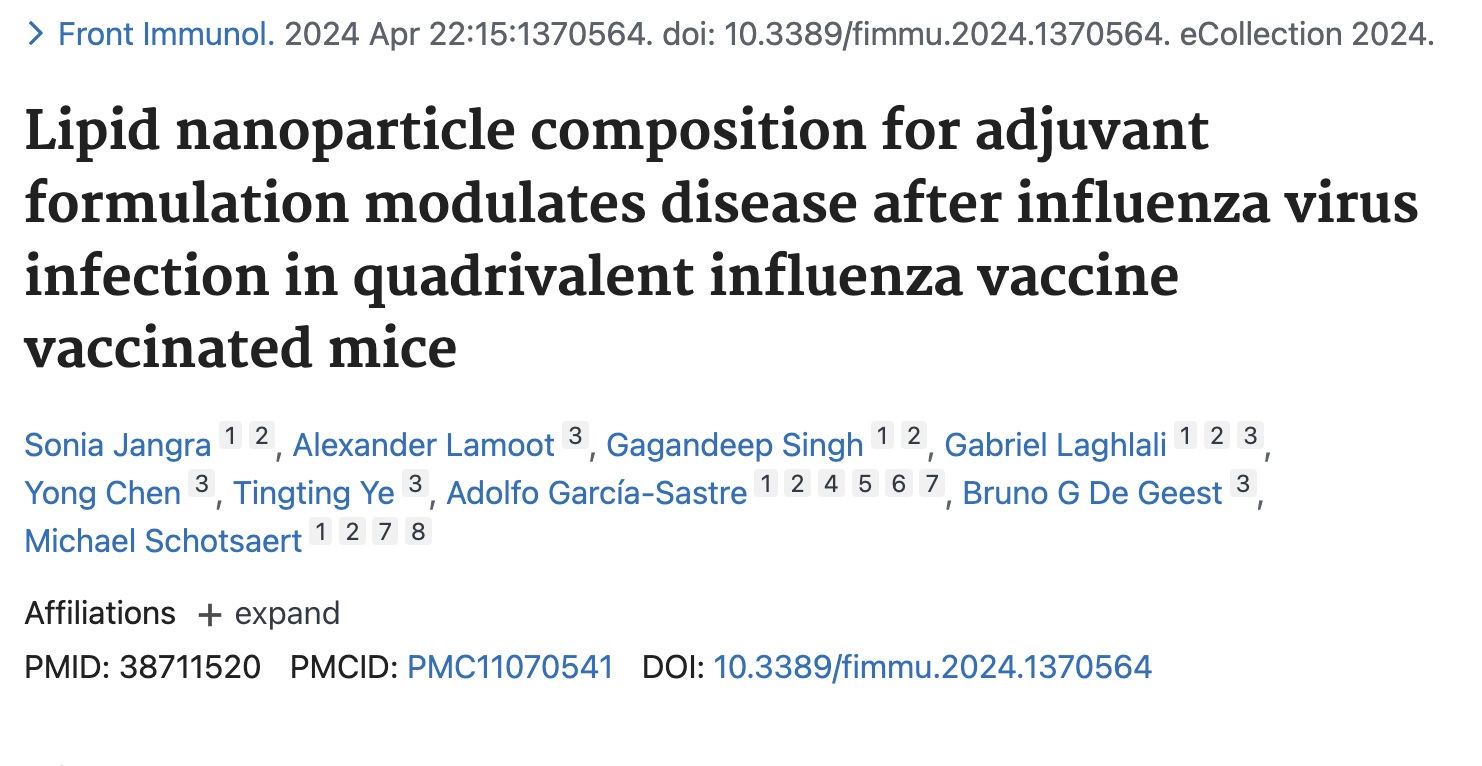 > Front Immunol. 2024 Apr 22:15:1370564. doi: 10.3389/fimmu.2024.1370564. eCollection 2024.
Lipid nanoparticle composition for adjuvant
formulation modulates disease after influenza virus
infection in quadrivalent influenza vaccine
vaccinated mice
Sonia Jangra 1 2, Alexander Lamoot 3, Gagandeep Singh 1 2, Gabriel Laghlali 1 2 3,
Yong Chen 3, Tingting Ye 3, Adolfo García-Sastre 1 2 4 5 6 7, Bruno G De Geest 3,
Michael Schotsaert 1 2 7 8
Affiliations + expand
PMID: 38711520 PMCID: PMC11070541 DOI: 10.3389/fimmu.2024.1370564